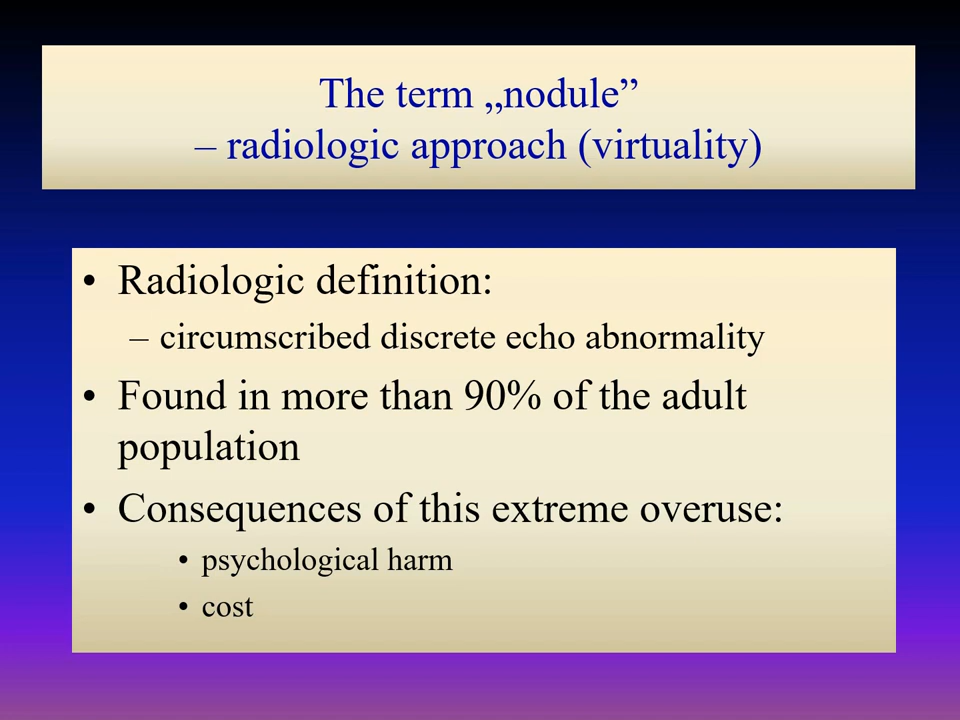 The term „nodule”
– radiologic approach (virtuality)
• Radiologic definition:
– circumscribed discrete echo abnormality
• Found in more than 90% of the adult
population
• Consequences of this extreme overuse:
• psychological harm
• cost